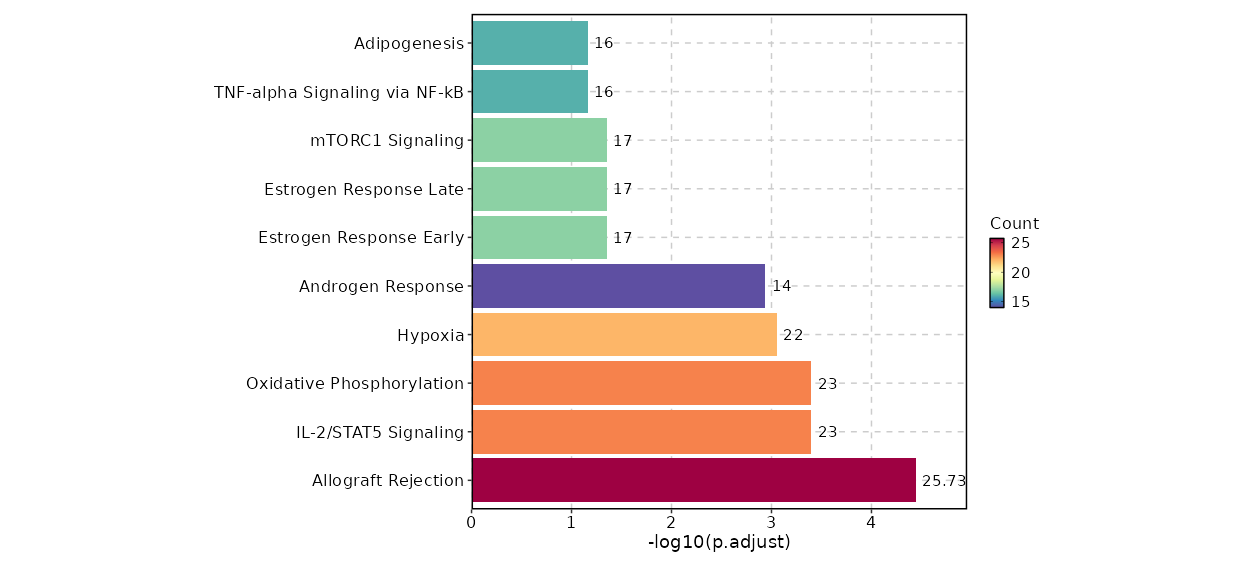 Adipogenesis 16
TNF-alpha Signaling via NF-kB 16
mTORC1 Signaling 17
Estrogen Response Late 17
Estrogen Response Early 17
Androgen Response 14
Hypoxia 22
Oxidative Phosphorylation 23
IL-2/STAT5 Signaling 23
Allograft Rejection 25.73
0 1 2 3 4
-log10(p.adjust)
Count
25
20
15